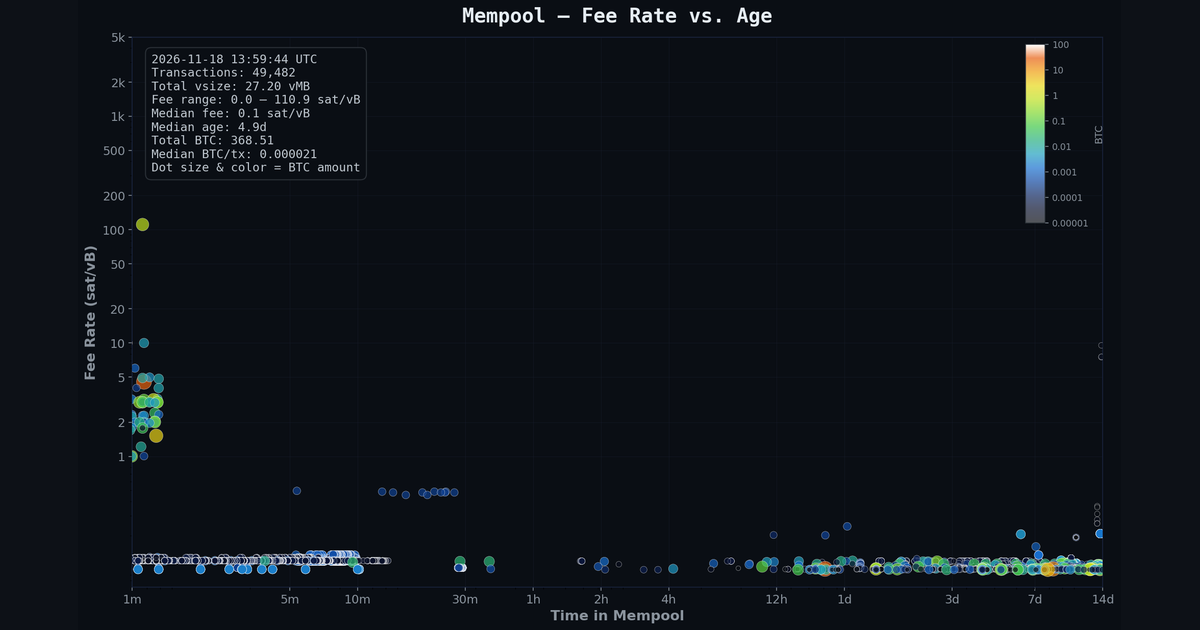 Mempool — Fee Rate vs. Age
5k
2k
1k
500
200
100
50
20
10
5
2
1
Fee Rate (sat/vB)
2026-11-18 13:59:44 UTC
Transactions: 49,482
Total vsize: 27.20 vMB
Fee range: 0.0 — 110.9 sat/vB
Median fee: 0.1 sat/vB
Median age: 4.9d
Total BTC: 368.51
Median BTC/tx: 0.000021
Dot size & color = BTC amount
100
10
1
0.1
0.01
0.001
0.0001
0.00001
BTC
1m 5m 10m 30m 1h 2h 4h 12h 1d 3d 7d 14d
Time in Mempool